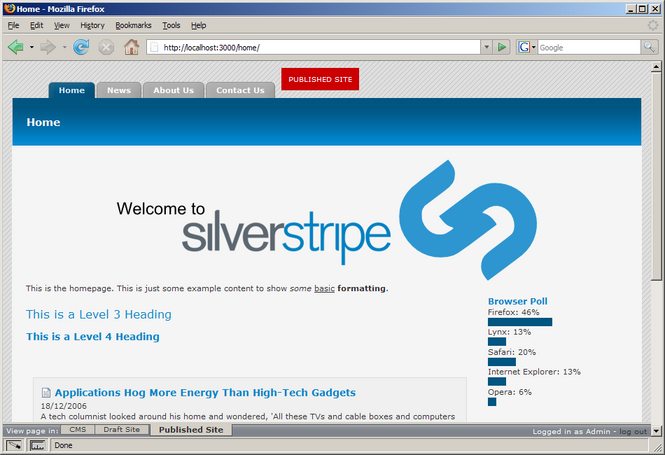 Home - Mozilla Firefox
File Edit View History Bookmarks Tools Help
http://localhost:3000/home/
G Google
PUBLISHED SITE
Home News About Us Contact Us
Home
Welcome to
silverstripe
This is the homepage. This is just some example content to show some basic formatting.
This is a Level 3 Heading
This is a Level 4 Heading
Browser Poll
Firefox: 46%
Lynx: 13%
Safari: 20%
Internet Explorer: 13%
Opera: 6%
Applications Hog More Energy Than High-Tech Gadgets
18/12/2006
A tech columnist looked around his home and wondered, 'All these TVs and cable boxes and computers
View page in: CMS Draft Site Published Site
Logged in as Admin - log out
Done